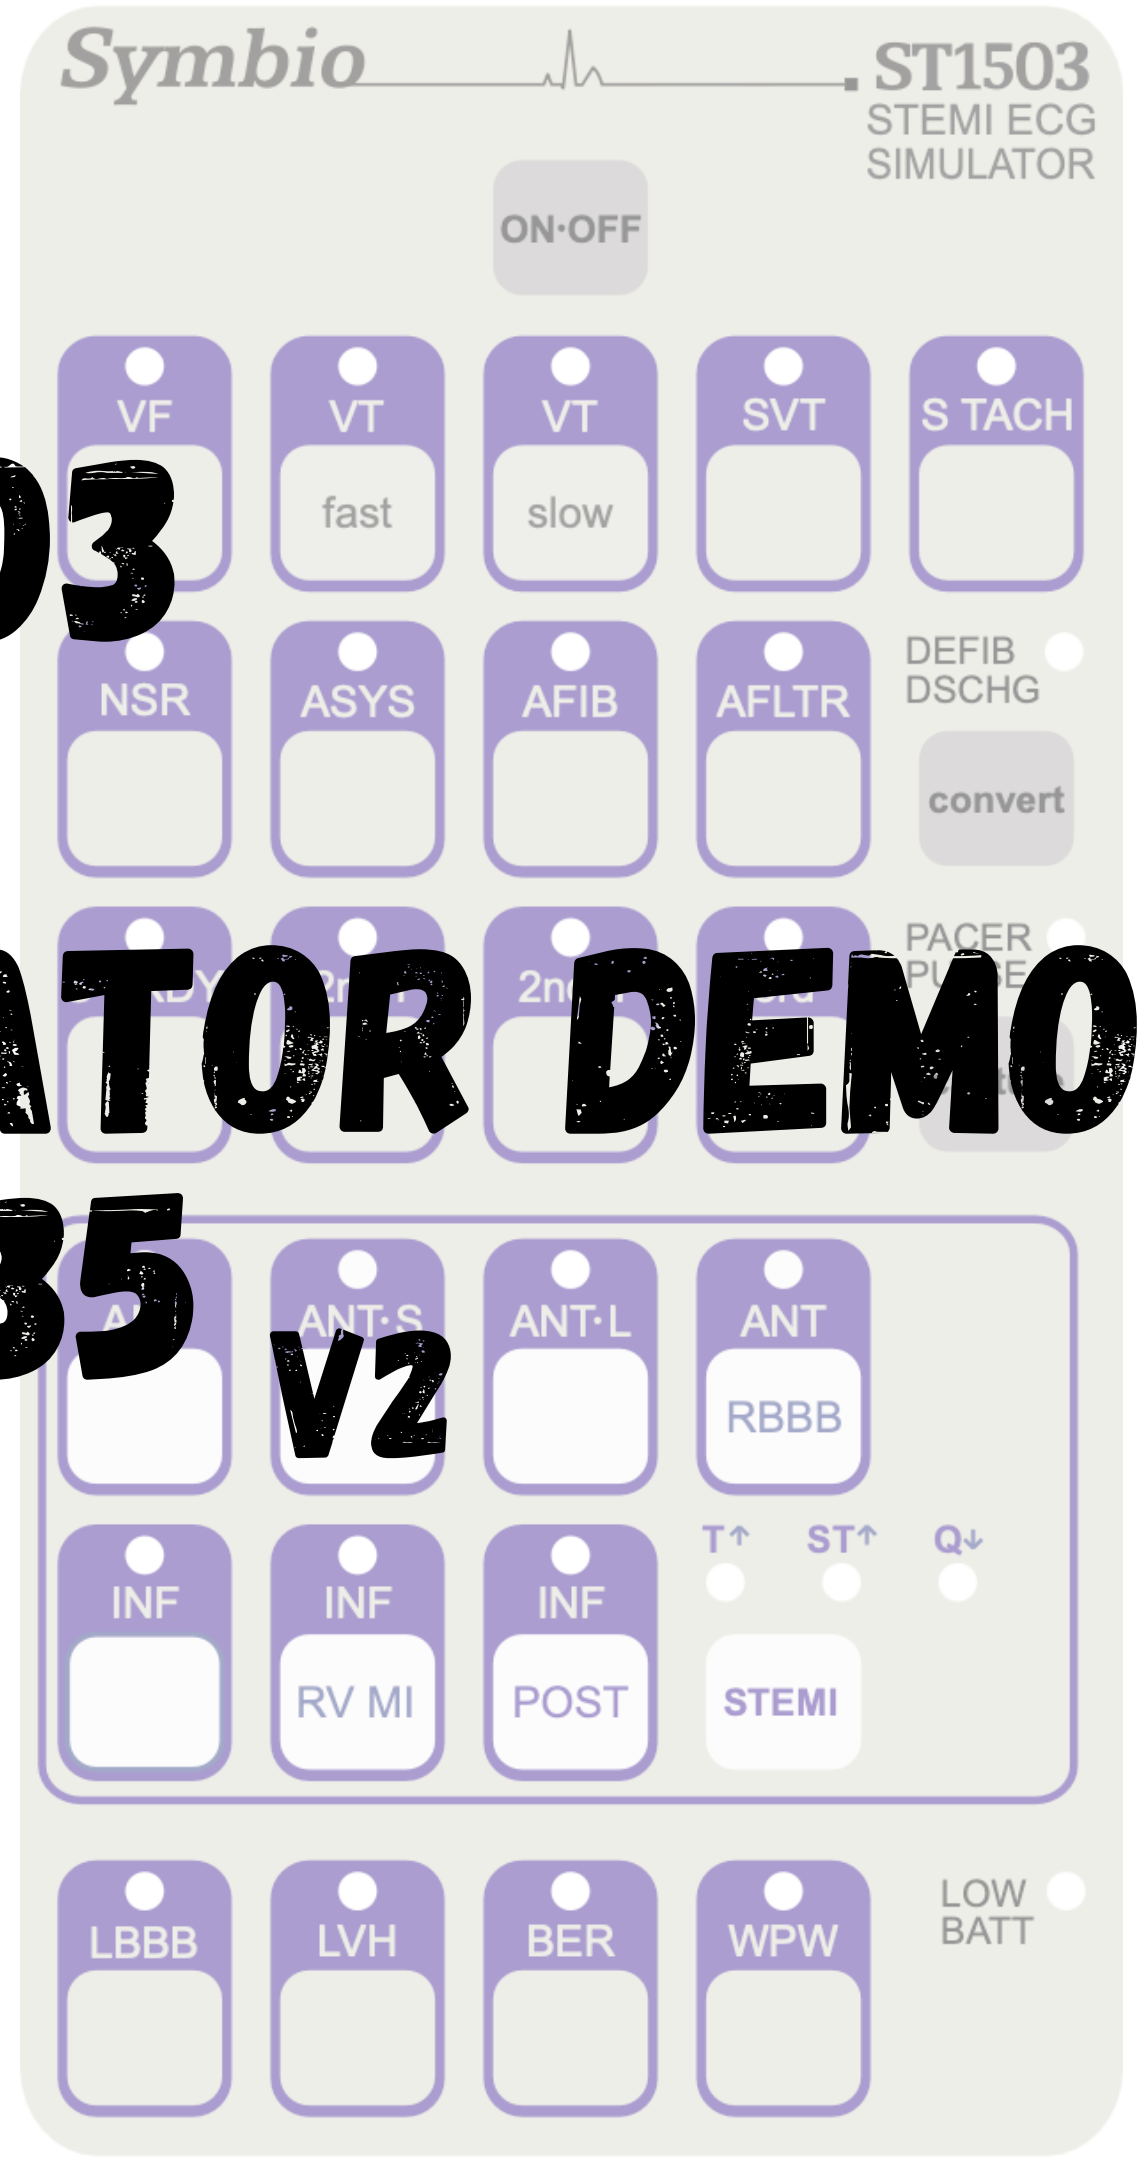 Symbio ST1503
STEMI ECG
SIMULATOR
ON·OFF
VF VT VT SVT S TACH
fast slow
03
NSR ASYS AFIB AFLTR DEFIB
DSCHG
convert
PACER
ATOR DEMO
35
ANT·S ANT·L ANT
V2
RBBB
T↑ ST↑ Q↓
INF INF INF
RV MI POST STEMI
LBBB LVH BER WPW LOW
BATT